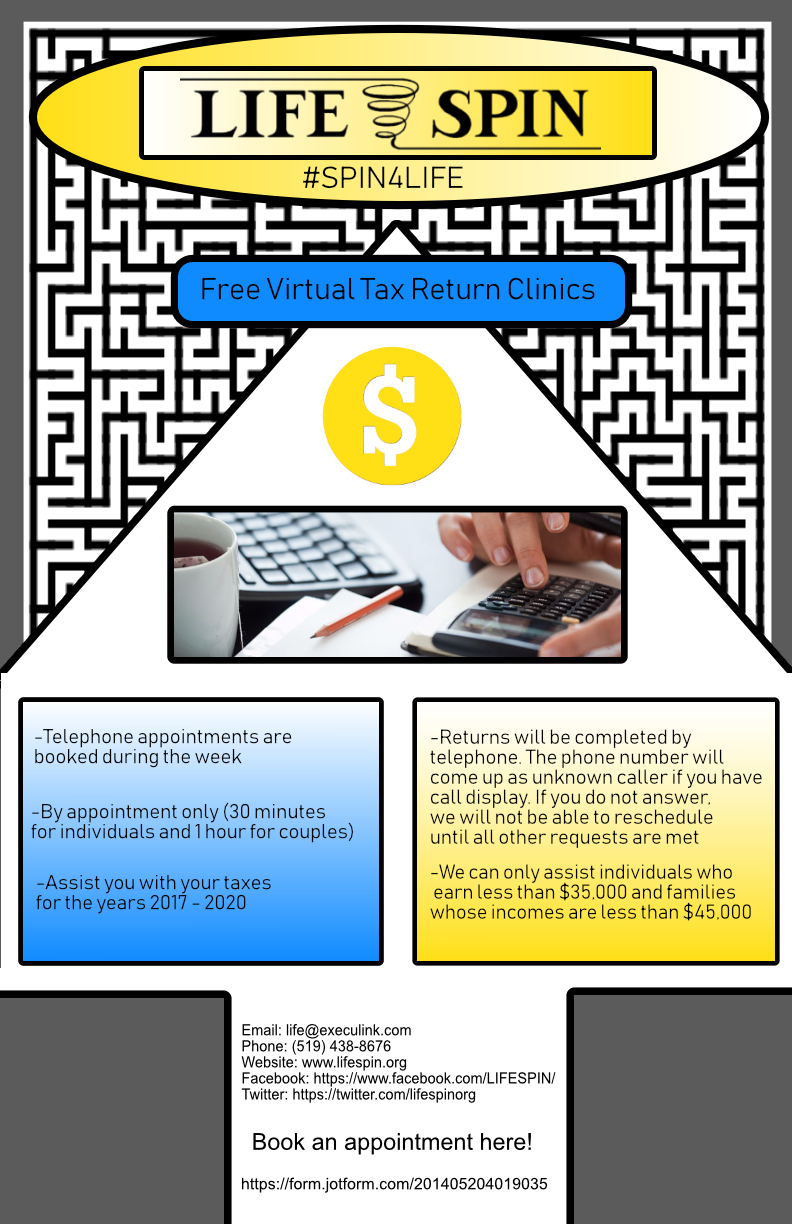 LIFE SPIN
#SPIN4LIFE
Free Virtual Tax Return Clinics
$
-Telephone appointments are
booked during the week
-By appointment only (30 minutes
for individuals and 1 hour for couples)
-Assist you with your taxes
for the years 2017 - 2020
-Returns will be completed by
telephone. The phone number will
come up as unknown caller if you have
call display. If you do not answer,
we will not be able to reschedule
until all other requests are met
-We can only assist individuals who
earn less than $35,000 and families
whose incomes are less than $45,000
Email: life@execulink.com
Phone: (519) 438-8676
Website: www.lifespin.org
Facebook: https://www.facebook.com/LIFESPIN/
Twitter: https://twitter.com/lifespinorg
Book an appointment here!
https://form.jotform.com/201405204019035